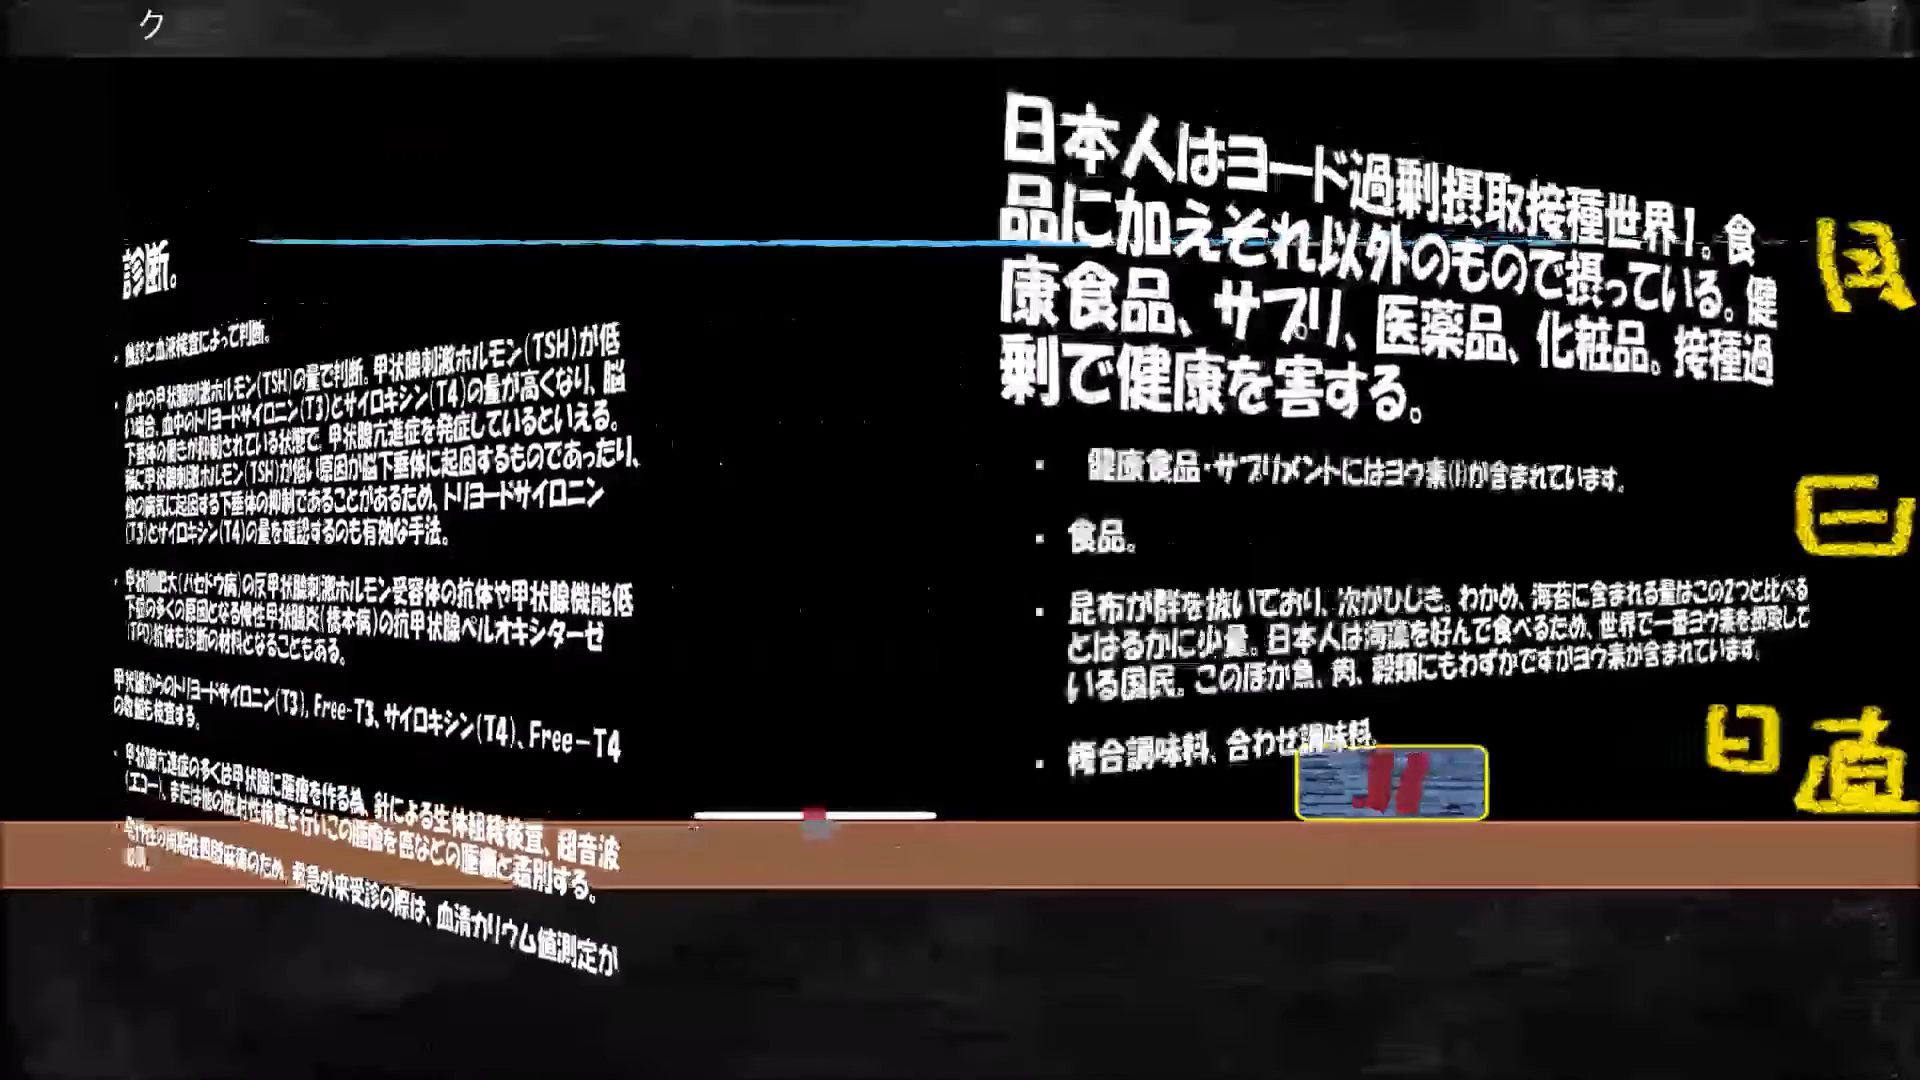 ク
診断。
・触診と血液検査によって判断。
・血中の甲状腺刺激ホルモン(TSH)の量で判断。甲状腺刺激ホルモン(TSH)が低
い場合、血中のトリヨードサイロニン(T3)とサイロキシン(T4)の量が高くなり、脳
下垂体の働きが抑制されている状態で、甲状腺亢進症を発症しているといえる。
稀に甲状腺刺激ホルモン(TSH)が低い原因が脳下垂体に起因するものであったり、
他の病気に起因する下垂体の抑制であることがあるため、トリヨードサイロニン
(T3)とサイロキシン(T4)の量を確認するのも有効な手法。
・甲状腺肥大(バセドウ病)の反甲状腺刺激ホルモン受容体の抗体や甲状腺機能低
下症の多くの原因となる慢性甲状腺炎(橋本病)の抗甲状腺ペルオキシターゼ
(TPO)抗体も診断の材料となることもある。
甲状腺からのトリヨードサイロニン(T3), Free-T3、サイロキシン(T4)、Free－T4
の数値も検査する。
・甲状腺亢進症の多くは甲状腺に腫瘤を作る為、針による生体組織検査、超音波
(エコー)、または他の放射性検査を行いこの腫瘤を癌などの腫瘍と鑑別する。
の周期性四肢麻痺のため、救急外来受診の際は、血清カリウム値測定が
日本人はヨード過剰摂取接種世界1。食
品に加えそれ以外のもので摂っている。健
康食品、サプリ、医薬品、化粧品。接種過
剰で健康を害する。
・健康食品・サプリメントにはヨウ素(I)が含まれています。
・食品。
・昆布が群を抜いており、次がひじき。わかめ、海苔に含まれる量はこの2つと比べる
とはるかに少量。日本人は海藻を好んで食べるため、世界で一番ヨウ素を摂取して
いる国民。このほか魚、肉、穀類にもわずかですがヨウ素が含まれています。
・複合調味料、合わせ調味料。